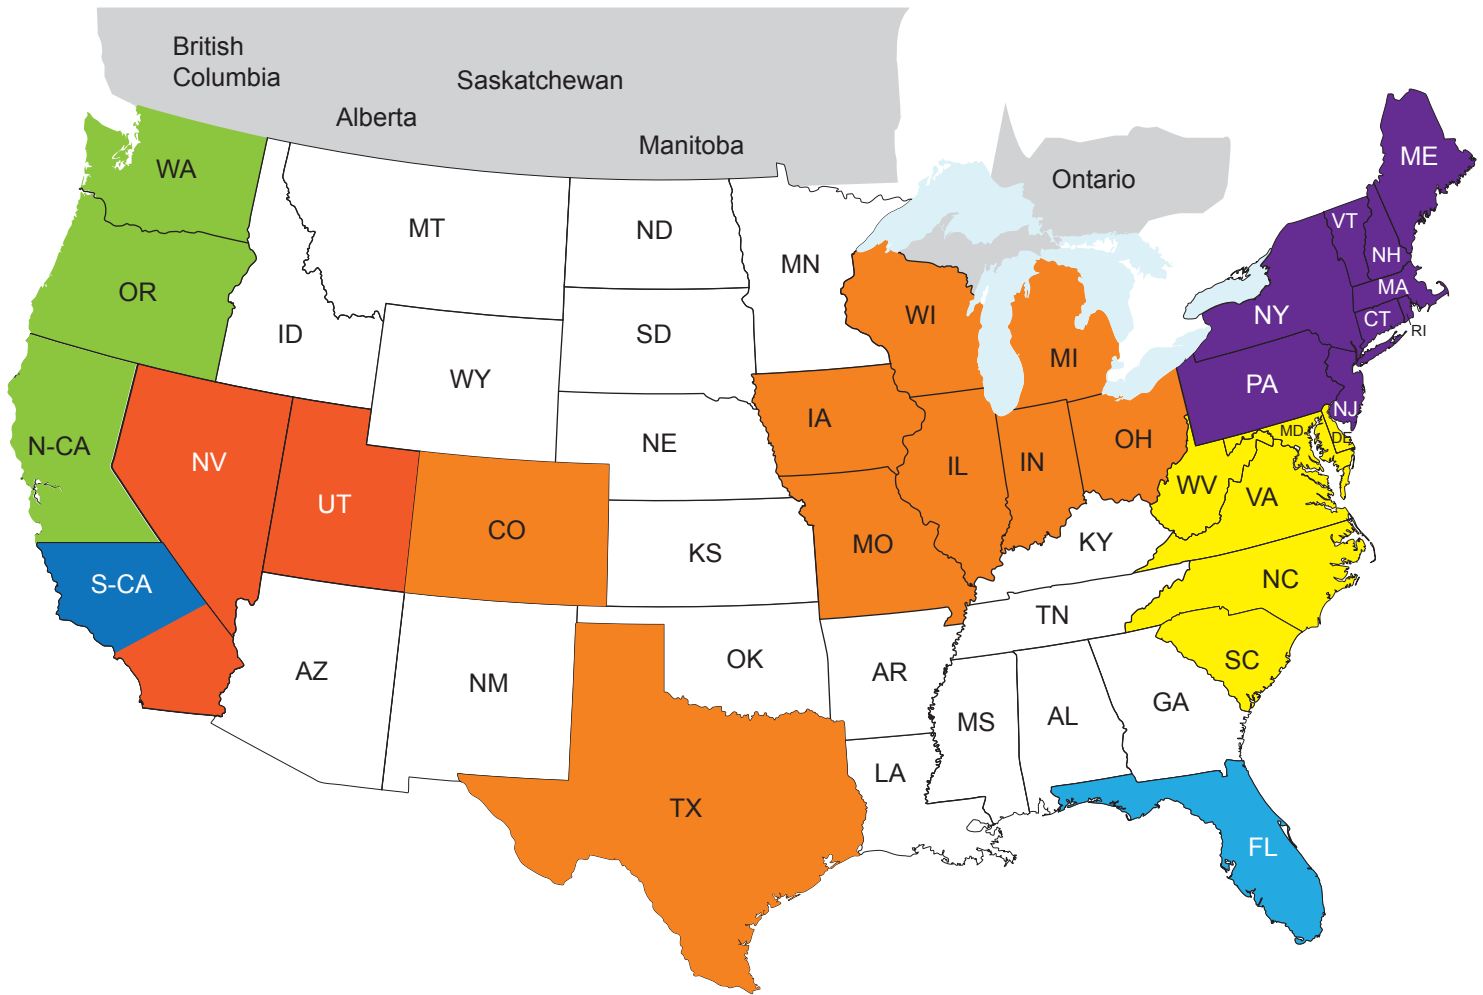 British
Columbia
Saskatchewan
Alberta
Manitoba
Ontario
ME
WA
MT
ND
MN
VT
NH
OR
ID
SD
WI
MI
NY
MA
CT
RI
WY
PA
NJ
IA
N-CA
NV
NE
IL
IN
OH
MD
DE
UT
CO
KS
MO
KY
WV
VA
S-CA
NC
TN
AZ
NM
OK
AR
SC
MS
AL
GA
LA
TX
FL